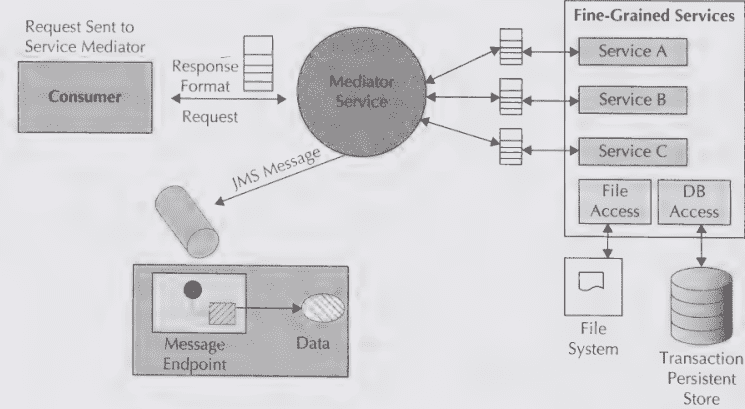 Request Sent to
Service Mediator
Consumer
Response
Format
Request
Mediator
Service
JMS Message
Fine-Grained Services
Service A
Service B
Service C
File
Access
DB
Access
File
System
Transaction
Persistent
Store
Message
Endpoint
Data